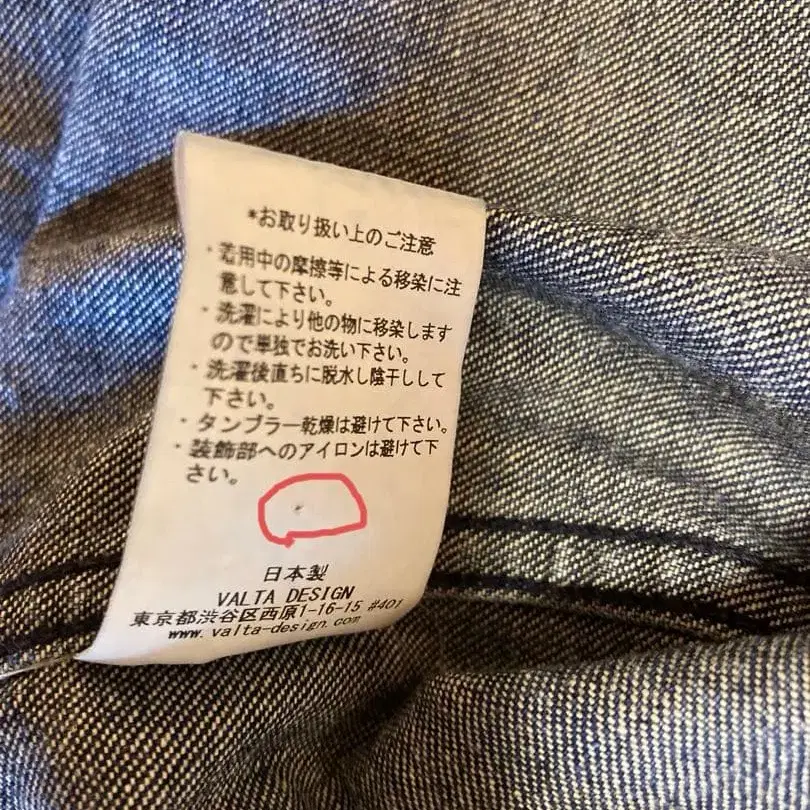 *お取り扱い上のご注意
・着用中の摩擦等による移染に注
意して下さい。
・洗濯により他の物に移染します
ので単独でお洗い下さい。
・洗濯後直ちに脱水し陰干しして
下さい。
・タンブラー乾燥は避けて下さい。
・装飾部へのアイロンは避けて下
さい。
日本製
VALTA DESIGN
東京都渋谷区西原1-16-15 #401
www.valta-design.com